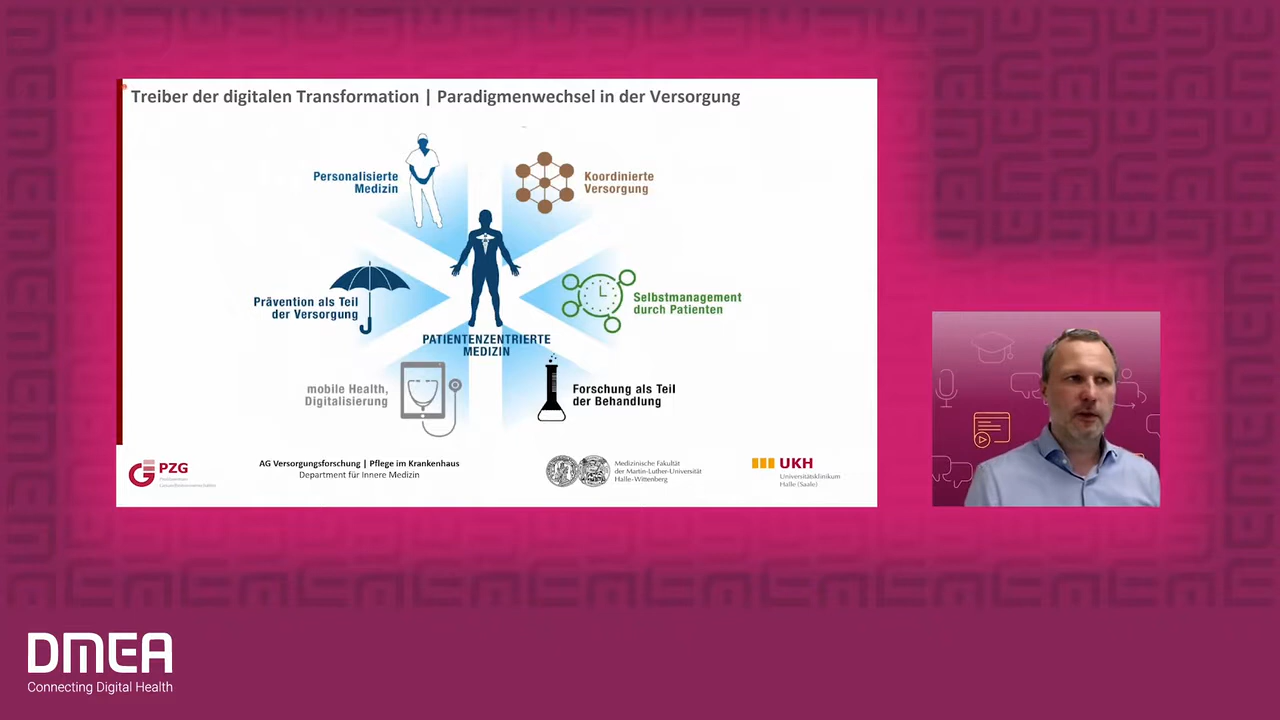 Treiber der digitalen Transformation | Paradigmenwechsel in der Versorgung
Personalisierte
Medizin
Koordinierte
Versorgung
Prävention als Teil
der Versorgung
Selbstmanagement
durch Patienten
PATIENTENZENTRIERTE
MEDIZIN
mobile Health,
Digitalisierung
Forschung als Teil
der Behandlung
PZG
AG Versorgungsforschung | Pflege im Krankenhaus
Department für Innere Medizin
Medizinische Fakultät
der Martin-Luther-Universität
Halle-Wittenberg
UKH
Universitätsklinikum
Halle (Saale)
DMEA
Connecting Digital Health